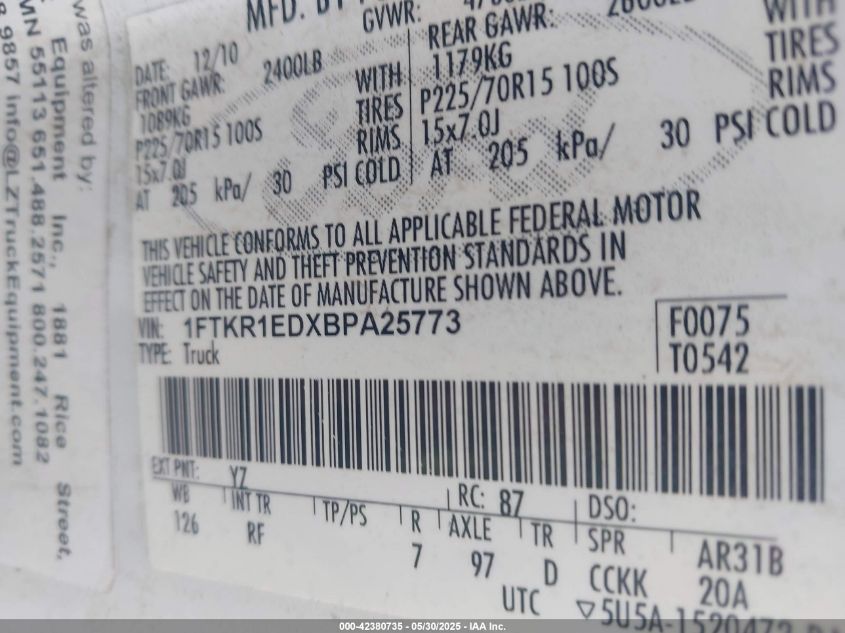 was altered by:
Equipment Inc., 1881 Rice Street,
MN 55113 651.488.2571 800.247.1082
9857 info@LZTruckEquipment.com
MFD. BY
GVWR:
DATE: 12/10
FRONT GAWR: 2400LB
1089KG
P225/70R15 100S
15x7.0J
AT 205 kPa/ 30 PSI COLD
WITH
TIRES
RIMS
REAR GAWR:
1179KG
P225/70R15 100S
15x7.0J
AT 205 kPa/ 30 PSI COLD
WITH
TIRES
RIMS
THIS VEHICLE CONFORMS TO ALL APPLICABLE FEDERAL MOTOR
VEHICLE SAFETY AND THEFT PREVENTION STANDARDS IN
EFFECT ON THE DATE OF MANUFACTURE SHOWN ABOVE.
VIN: 1FTKR1EDXBPA25773
TYPE: Truck
F0075
T0542
EXT PNT: YZ RC: 87 DSO:
WB INT TR TP/PS R AXLE TR SPR AR31B
126 RF 7 97 D CCKK 20A
UTC ▽5U5A-1520472
000-42380735 - 05/30/2025 - IAA Inc.